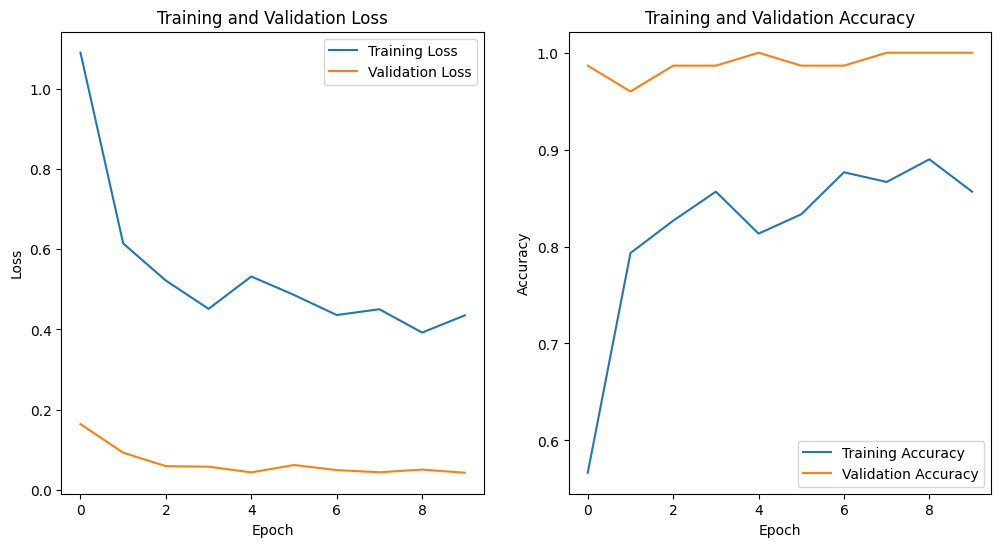 Training and Validation Loss
Training Loss
Validation Loss
1.0
0.8
0.6
0.4
0.2
0.0
Loss
0
2
4
6
8
Epoch
Training and Validation Accuracy
1.0
0.9
0.8
0.7
0.6
Accuracy
Training Accuracy
Validation Accuracy
0
2
4
6
8
Epoch